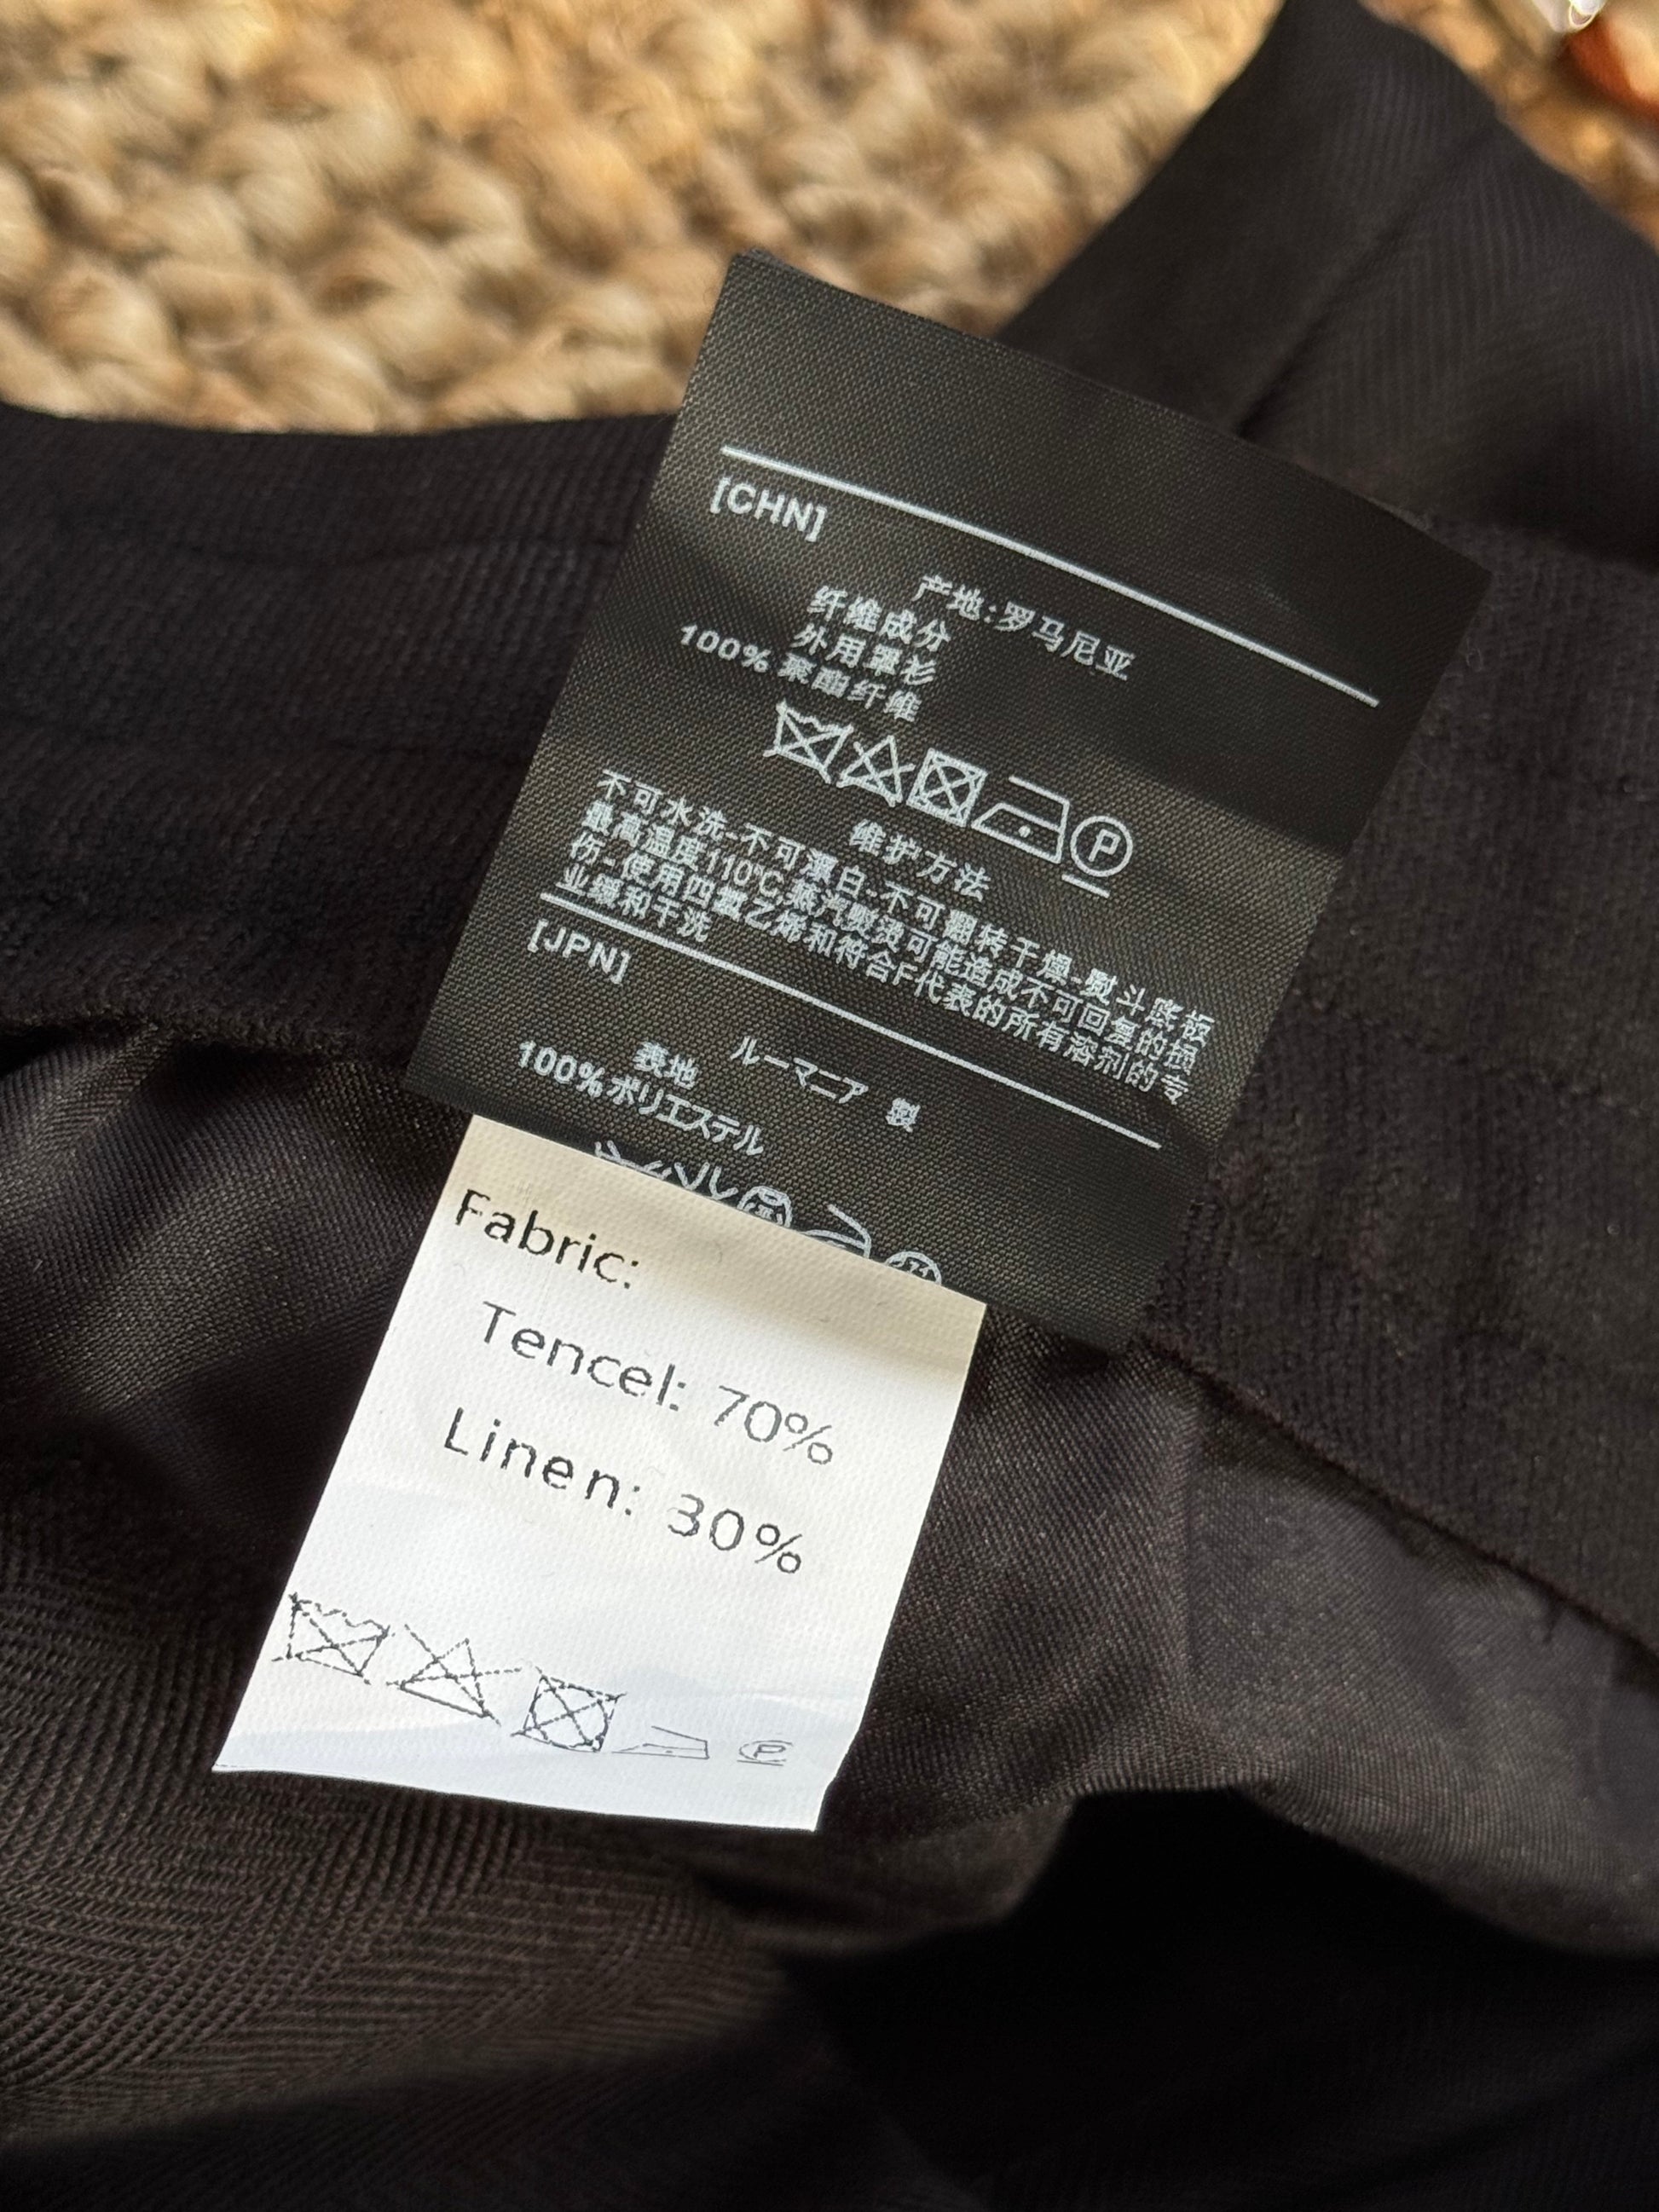 [CHN]
产地:罗马尼亚
纤维成分
外用罩衫
100% 聚酯纤维
P
维护方法
不可水洗-不可漂白-不可翻转干燥-熨斗底板
最高温度110℃蒸汽熨烫可能造成不可回复的损
伤-使用四氯乙烯和符合F代表的所有溶剂的专
业缓和干洗
[JPN]
ルーマニア 製
表地
100%ポリエステル
Fabric:
Tencel: 70%
Linen: 30%
P